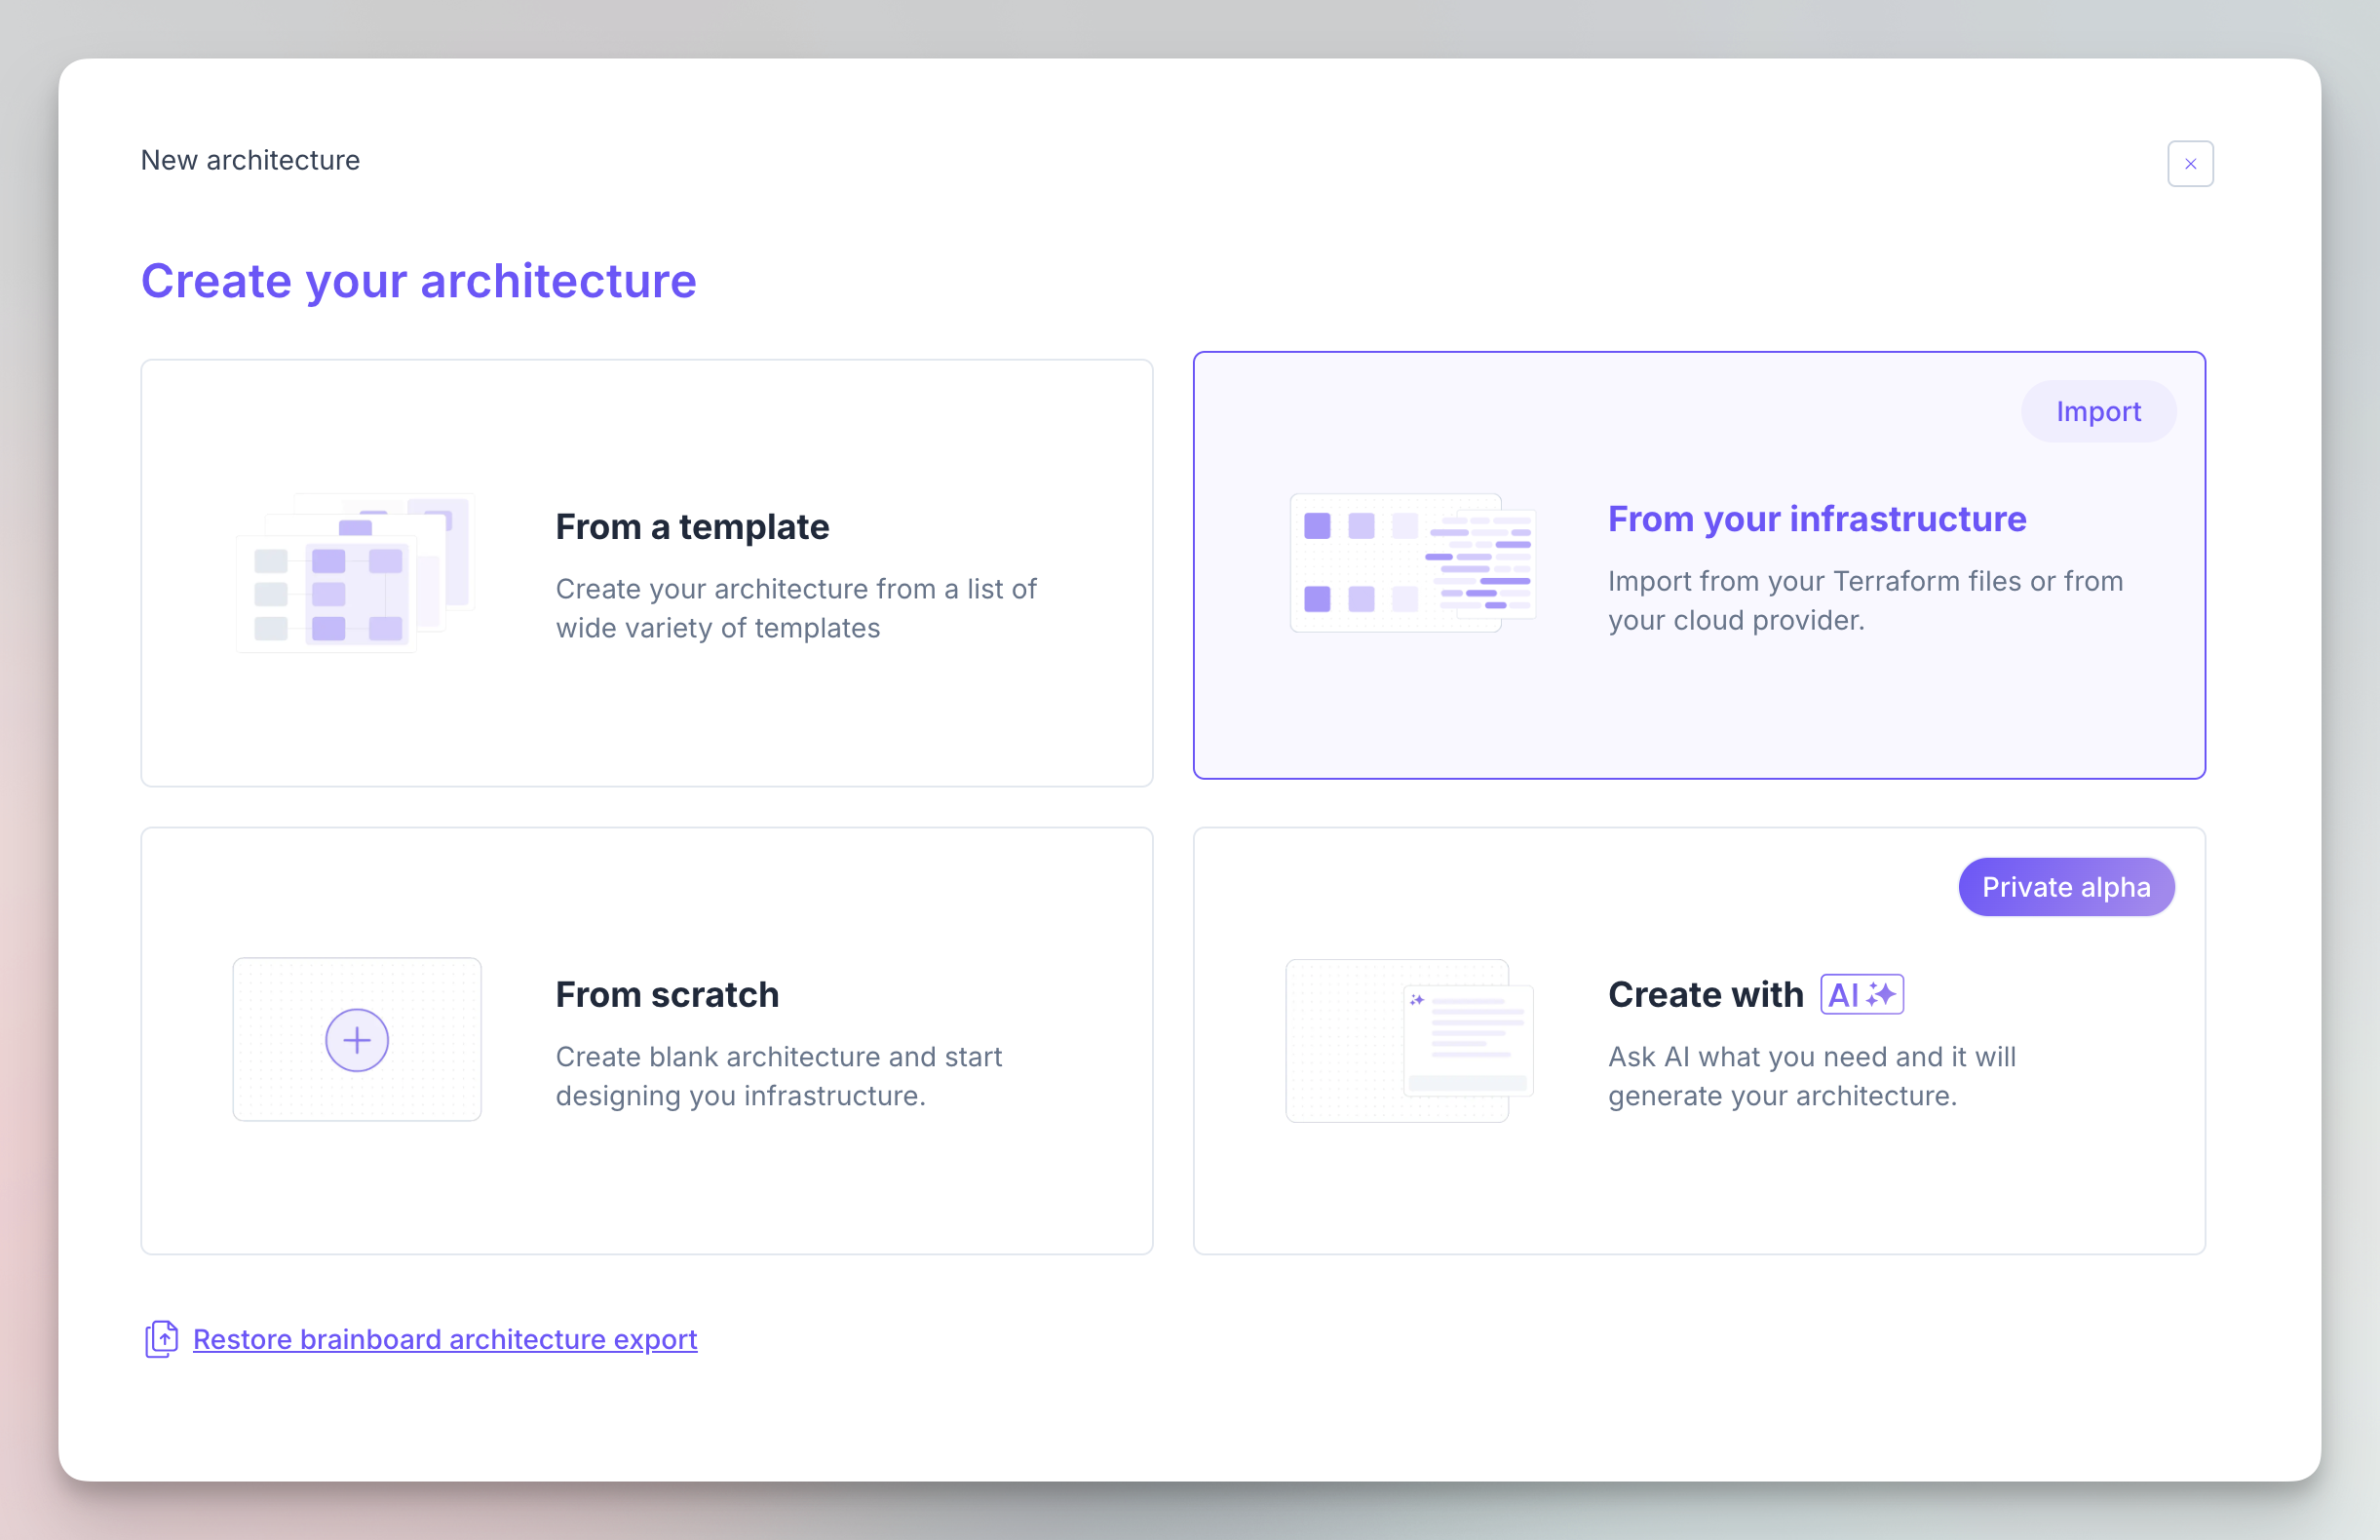 New architecture
Create your architecture
From a template
Create your architecture from a list of
wide variety of templates
Import
From your infrastructure
Import from your Terraform files or from
your cloud provider.
From scratch
Create blank architecture and start
designing you infrastructure.
Private alpha
Create with AI
Ask AI what you need and it will
generate your architecture.
Restore brainboard architecture export